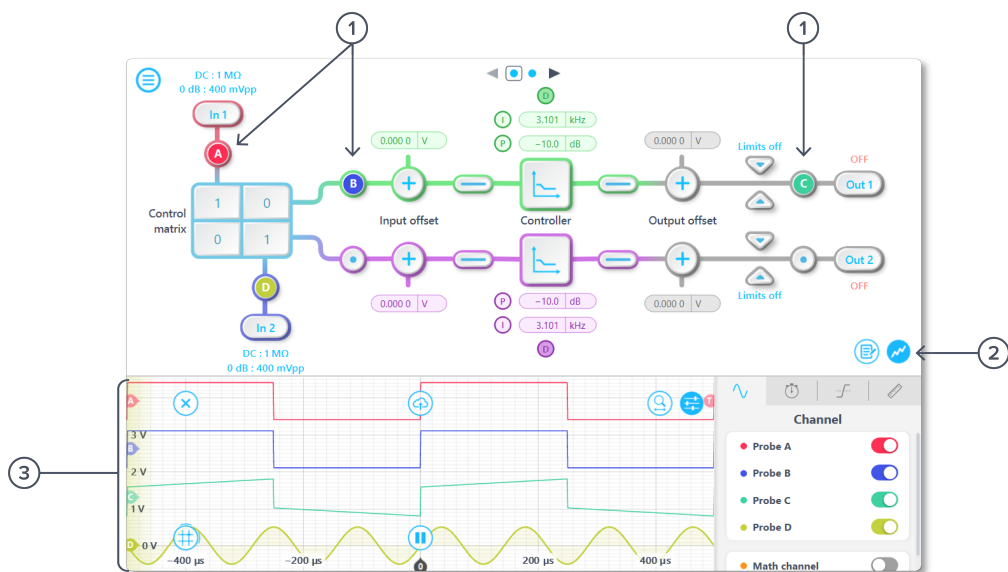 1
1
DC : 1 MΩ
0 dB : 400 mVpp
In 1
A
D
I
3.101 kHz
P
−10.0 dB
0.000 0 V
0.000 0 V
Limits off
OFF
B
C
Out 1
Control
matrix
1 0
0 1
Input offset
Controller
Output offset
D
In 2
DC : 1 MΩ
0 dB : 400 mVpp
0.000 0 V
P
−10.0 dB
I
3.101 kHz
D
0.000 0 V
Limits off
Out 2
OFF
2
3
A
T
3 V
B
2 V
C
1 V
D
0 V
−400 µs
−200 µs
0
200 µs
400 µs
Channel
Probe A
Probe B
Probe C
Probe D
Math channel